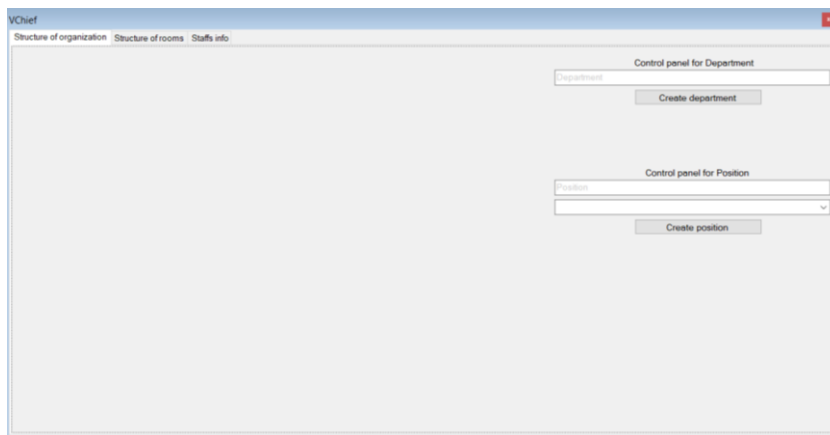 VChief
Structure of organization Structure of rooms Staffs info
Control panel for Department
Department
Create department
Control panel for Position
Position
Create position